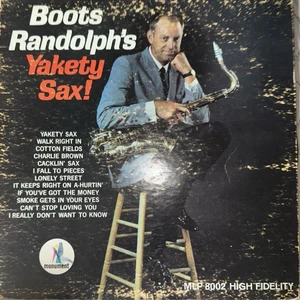 Boots
Randolph's
Yakety
Sax!
YAKETY SAX
WALK RIGHT IN
COTTON FIELDS
CHARLIE BROWN
CACKLIN' SAX
I FALL TO PIECES
LONELY STREET
IT KEEPS RIGHT ON A-HURTIN'
IF YOU'VE GOT THE MONEY
SMOKE GETS IN YOUR EYES
CAN'T STOP LOVING YOU
I REALLY DON'T WANT TO KNOW
monument
MLP 8002 HIGH FIDELITY